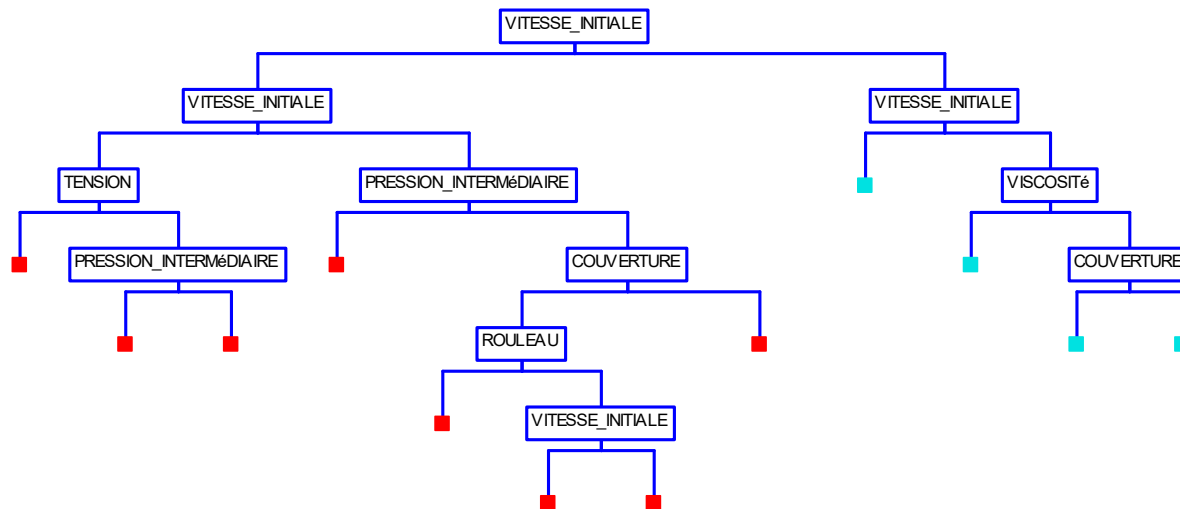 VITESSE_INITIALE
VITESSE_INITIALE
VITESSE_INITIALE
TENSION
PRESSION_INTERMéDIAIRE
VISCOSITé
PRESSION_INTERMéDIAIRE
COUVERTURE
COUVERTURE
ROULEAU
VITESSE_INITIALE